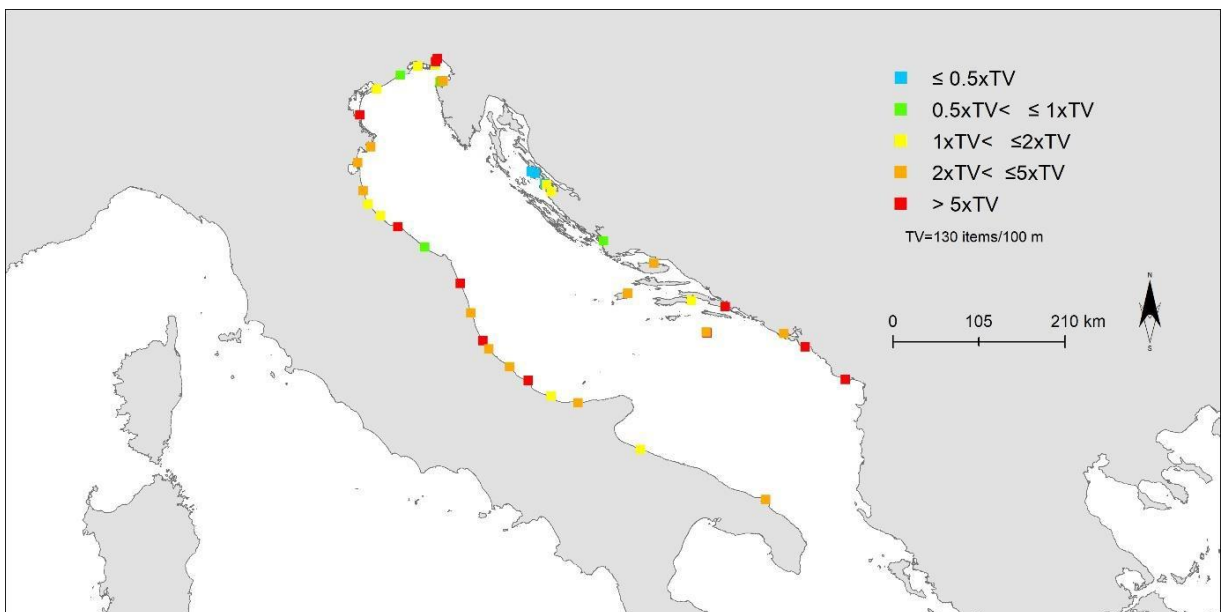 ≤ 0.5xTV
0.5xTV< ≤ 1xTV
1xTV< ≤2xTV
2xTV< ≤5xTV
> 5xTV
TV=130 items/100 m
N
0 105 210 km
S